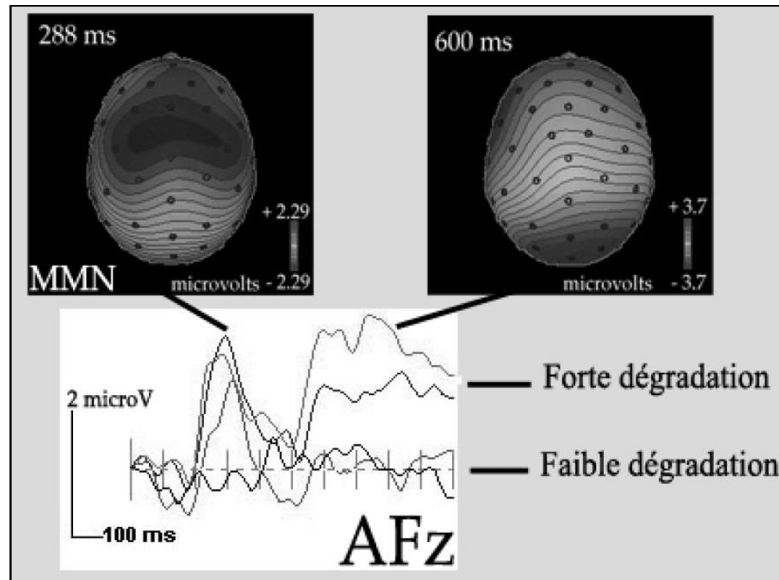 288 ms
+ 2.29
MMN
microvolts - 2.29
600 ms
+ 3.7
microvolts - 3.7
2 microV
100 ms
AFz
Forte dégradation
Faible dégradation